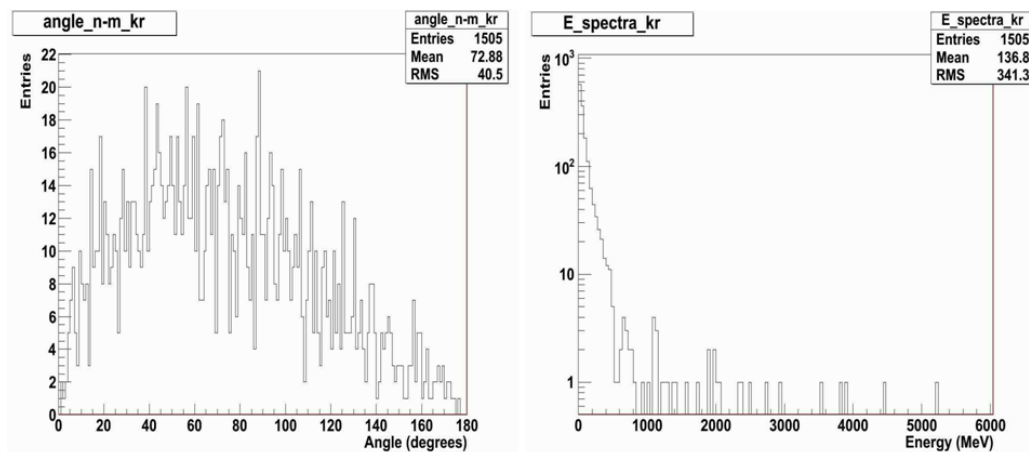 angle_n-m_kr
angle_n-m_kr
Entries 1505
Mean 72.88
RMS 40.5
Entries
22
20
18
16
14
12
10
8
6
4
2
0
0 20 40 60 80 100 120 140 160 180
Angle (degrees)
E_spectra_kr
E_spectra_kr
Entries 1505
Mean 136.8
RMS 341.3
Entries
10³
10²
10
1
0 1000 2000 3000 4000 5000 6000
Energy (MeV)